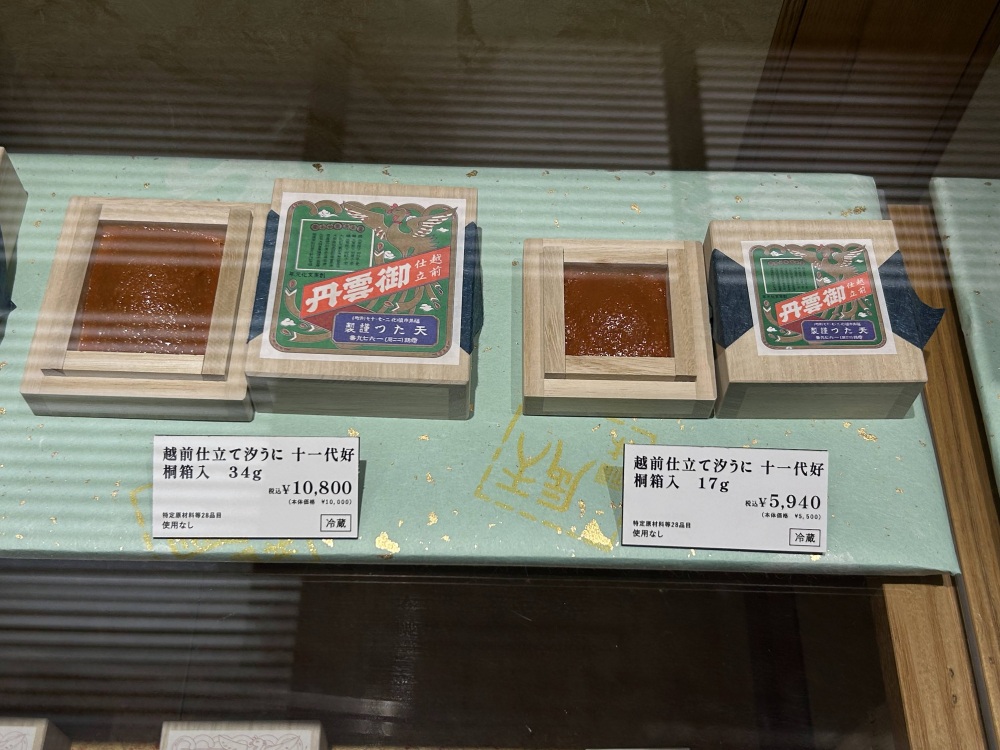 越前
仕立
御雲丹
天たつ謹製
越前
仕立
御雲丹
天たつ謹製
越前仕立て汐うに 十一代好
桐箱入 34g
税込¥10,800
(本体価格 ¥10,000)
特定原材料等28品目
使用なし
冷蔵
越前仕立て汐うに 十一代好
桐箱入 17g
税込¥5,940
(本体価格 ¥5,500)
特定原材料等28品目
使用なし
冷蔵